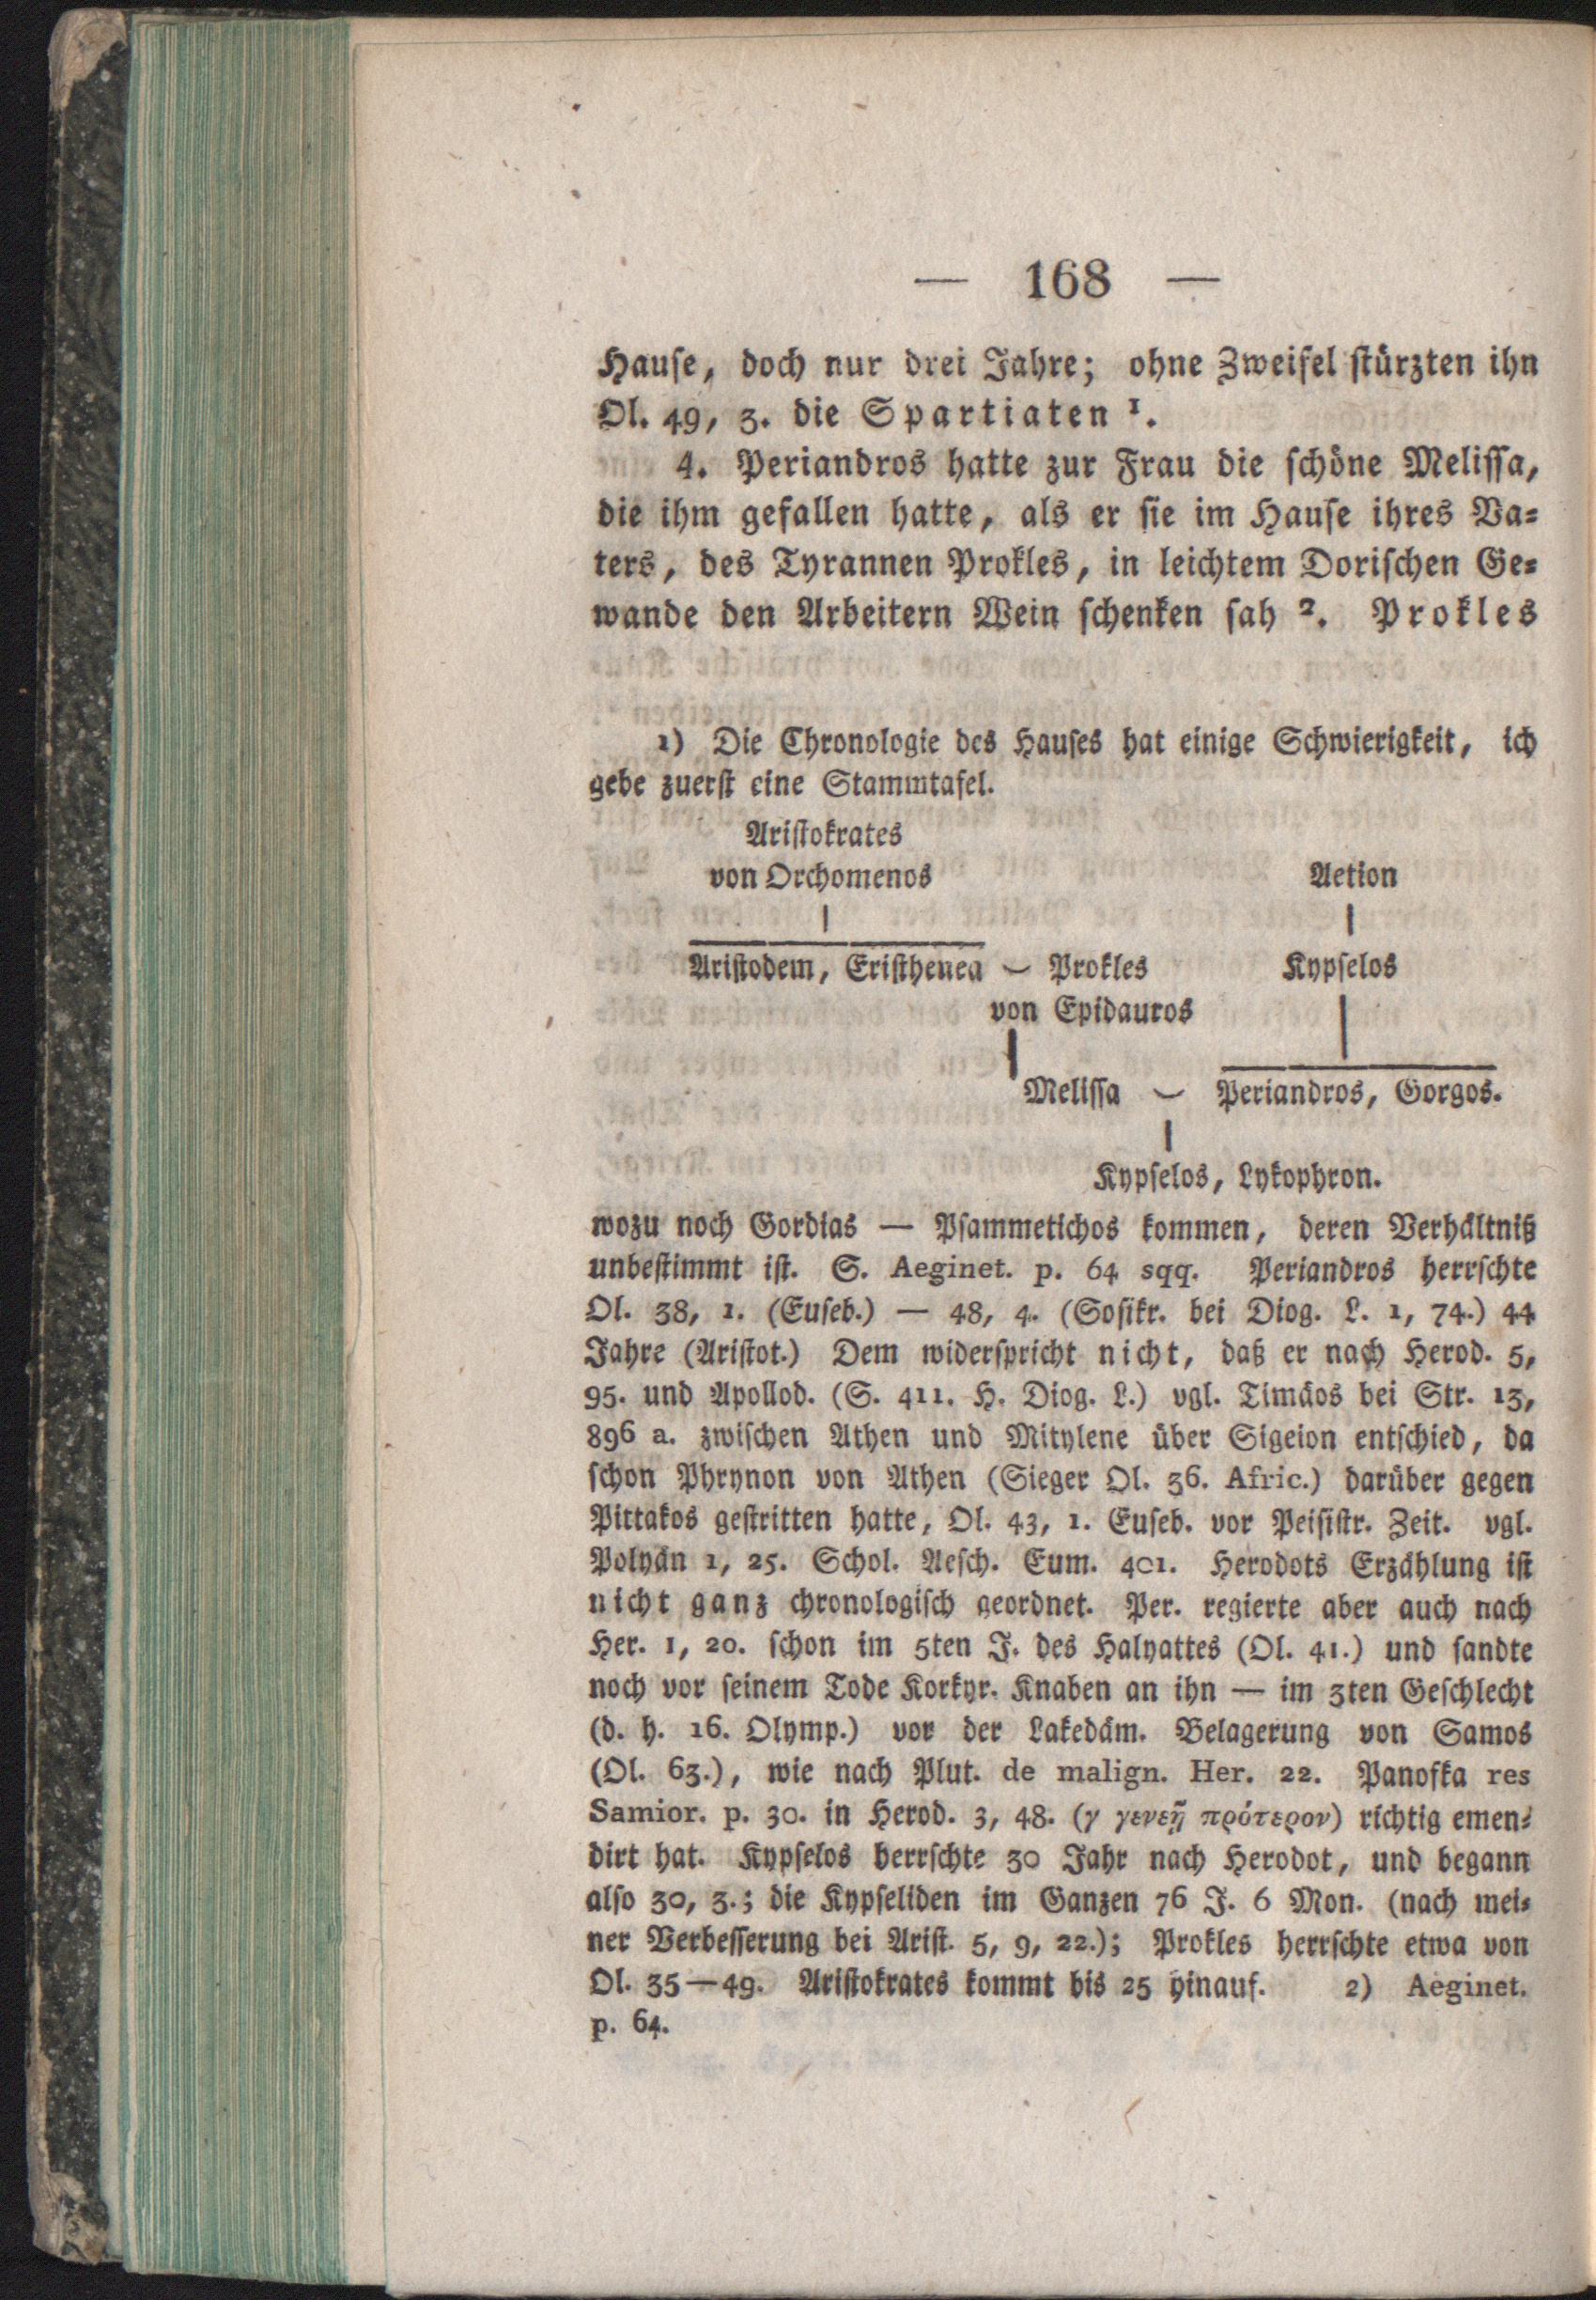 — 168 —
Hauſe, doch nur drei Jahre; ohne Zweifel ſtürzten ihn
Ol. 49, 3. die Spartiaten ¹.
4. Periandros hatte zur Frau die ſchöne Meliſſa,
die ihm gefallen hatte, als er ſie im Hauſe ihres Va⸗
ters, des Tyrannen Prokles, in leichtem Doriſchen Ge⸗
wande den Arbeitern Wein ſchenken ſah ². Prokles
1) Die Chronologie des Hauſes hat einige Schwierigkeit, ich
gebe zuerſt eine Stammtafel.
Ariſtokrates
von Orchomenos Aetion
Ariſtodem, Eriſthenea ⏑ Prokles Kypſelos
von Epidauros
Meliſſa ⏑ Periandros, Gorgos.
Kypſelos, Lykophron.
wozu noch Gordias — Pſammetichos kommen, deren Verhältniß
unbeſtimmt iſt. S. Aeginet. p. 64 sqq. Periandros herrſchte
Ol. 38, 1. (Euſeb.) — 48, 4. (Soſikr. bei Diog. L. 1, 74.) 44
Jahre (Ariſtot.) Dem widerſpricht nicht, daß er nach Herod. 5,
95. und Apollod. (S. 411. H. Diog. L.) vgl. Timäos bei Str. 13,
896 a. zwiſchen Athen und Mitylene über Sigeion entſchied, da
ſchon Phrynon von Athen (Sieger Ol. 36. Afric.) darüber gegen
Pittakos geſtritten hatte, Ol. 43, 1. Euſeb. vor Peiſiſtr. Zeit. vgl.
Polyän 1, 25. Schol. Aeſch. Eum. 401. Herodots Erzählung iſt
nicht ganz chronologiſch geordnet. Per. regierte aber auch nach
Her. 1, 20. ſchon im 5ten J. des Halyattes (Ol. 41.) und ſandte
noch vor ſeinem Tode Korkyr. Knaben an ihn — im 3ten Geſchlecht
(d. h. 16. Olymp.) vor der Lakedäm. Belagerung von Samos
(Ol. 63.), wie nach Plut. de malign. Her. 22. Panofka res
Samior. p. 30. in Herod. 3, 48. (γ γενεῇ πρότερον) richtig emen⸗
dirt hat. Kypſelos herrſchte 30 Jahr nach Herodot, und begann
alſo 30, 3.; die Kypſeliden im Ganzen 76 J. 6 Mon. (nach mei⸗
ner Verbeſſerung bei Ariſt. 5, 9, 22.); Prokles herrſchte etwa von
Ol. 35—49. Ariſtokrates kommt bis 25 hinauf. 2) Aeginet.
p. 64.